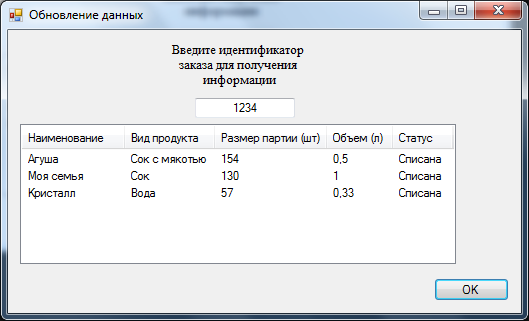 Обновление данных
Введите идентификатор
заказа для получения
информации
1234
Наименование Вид продукта Размер партии (шт) Объем (л) Статус
Агуша Сок с мякотью 154 0,5 Списана
Моя семья Сок 130 1 Списана
Кристалл Вода 57 0,33 Списана
OK